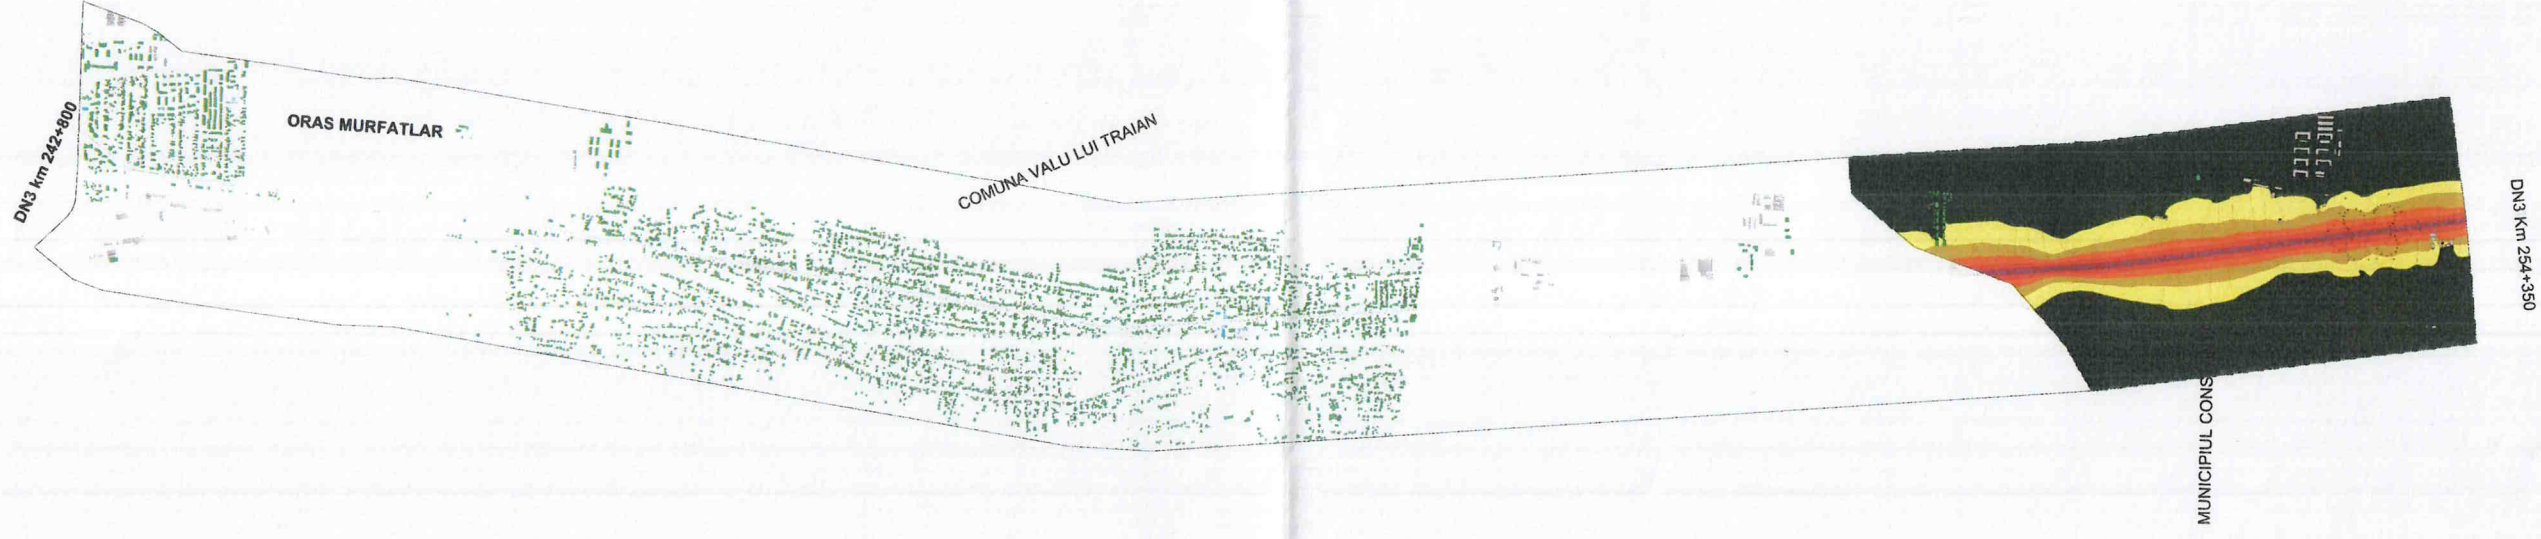 DN3 km 242+800
ORAS MURFATLAR
COMUNA VALU LUI TRAIAN
MUNICIPIUL CONS
DN3 Km 254+350